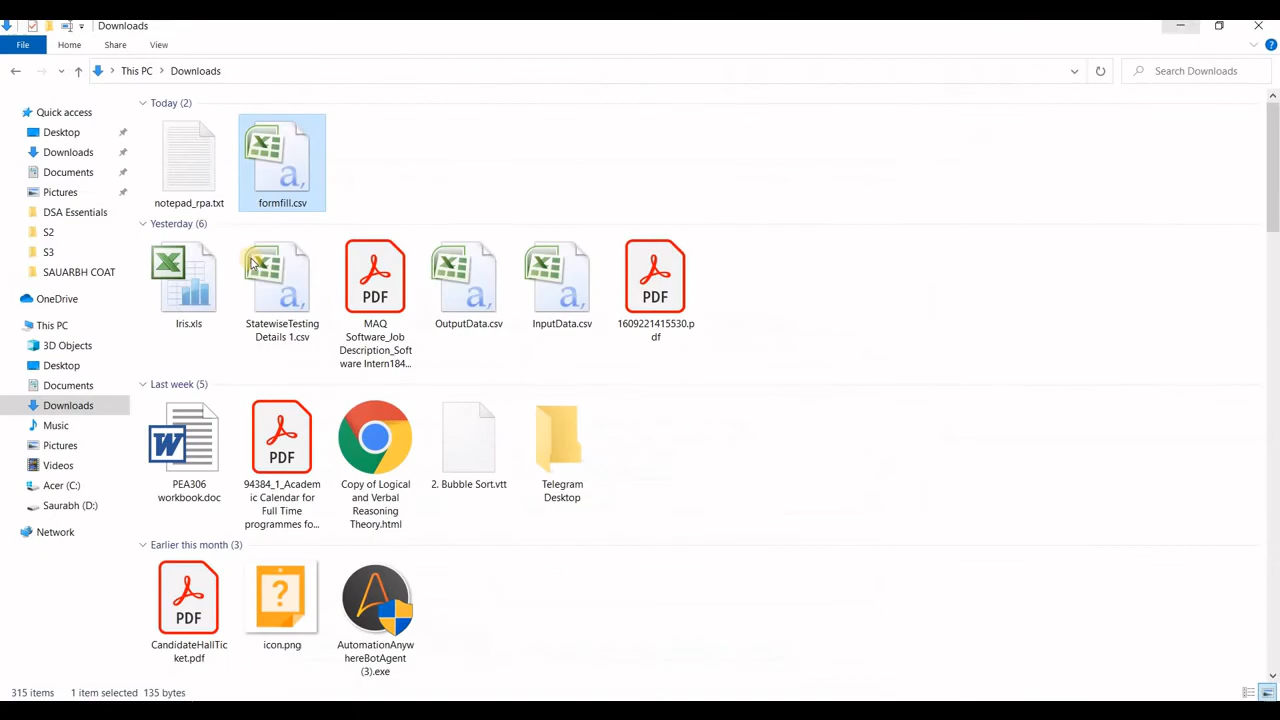 Downloads
File
Home
Share
View
This PC
Downloads
Search Downloads
Quick access
Desktop
Downloads
Documents
Pictures
DSA Essentials
S2
S3
SAUARBH COAT
OneDrive
This PC
3D Objects
Desktop
Documents
Downloads
Music
Pictures
Videos
Acer (C:)
Saurabh (D:)
Network
Today (2)
a,
notepad_rpa.txt
formfill.csv
Yesterday (6)
a,
PDF
a,
a,
PDF
Iris.xls
StatewiseTesting
Details 1.csv
MAQ
Software_Job
Description_Soft
ware Intern184...
OutputData.csv
InputData.csv
1609221415530.p
df
Last week (5)
W
PDF
PEA306
workbook.doc
94384_1_Academ
ic Calendar for
Full Time
programmes fo...
Copy of Logical
and Verbal
Reasoning
Theory.html
2. Bubble Sort.vtt
Telegram
Desktop
Earlier this month (3)
PDF
?
CandidateHallTic
ket.pdf
icon.png
AutomationAnyw
hereBotAgent
(3).exe
315 items
1 item selected
135 bytes